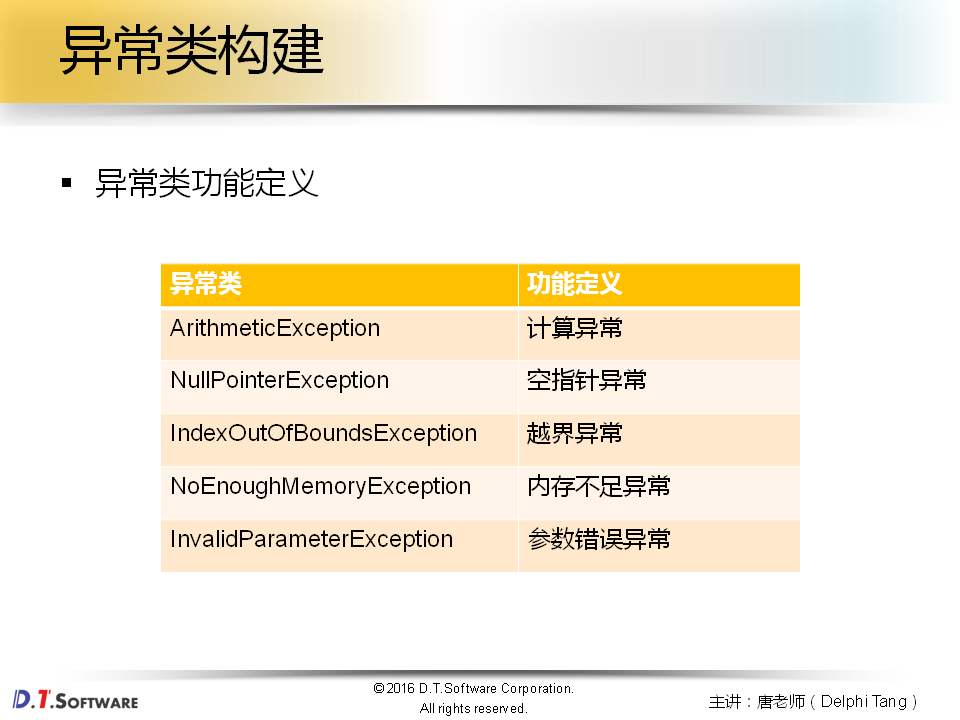 异常类构建
▪ 异常类功能定义
异常类 功能定义
ArithmeticException 计算异常
NullPointerException 空指针异常
IndexOutOfBoundsException 越界异常
NoEnoughMemoryException 内存不足异常
InvalidParameterException 参数错误异常
D.T.SOFTWARE
©2016 D.T.Software Corporation.
All rights reserved.
主讲：唐老师（Delphi Tang）